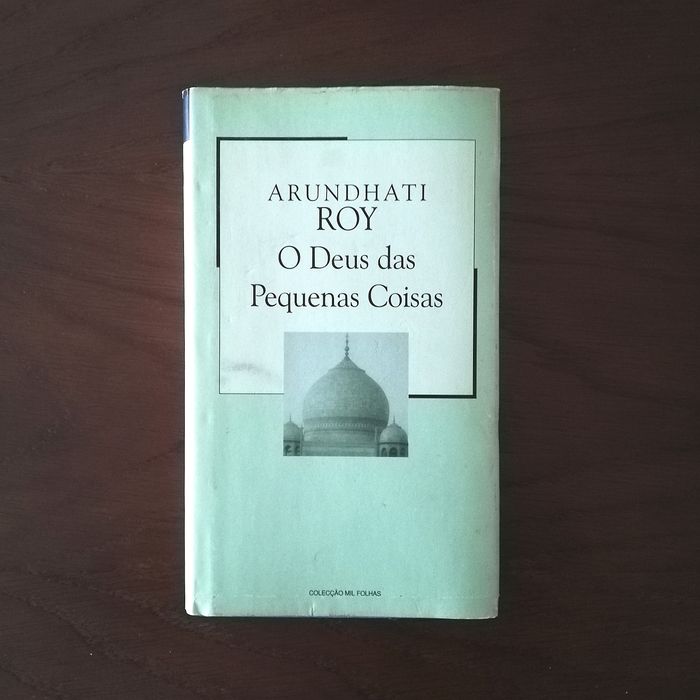 ARUNDHATI
ROY
O Deus das
Pequenas Coisas
COLECÇÃO MIL FOLHAS